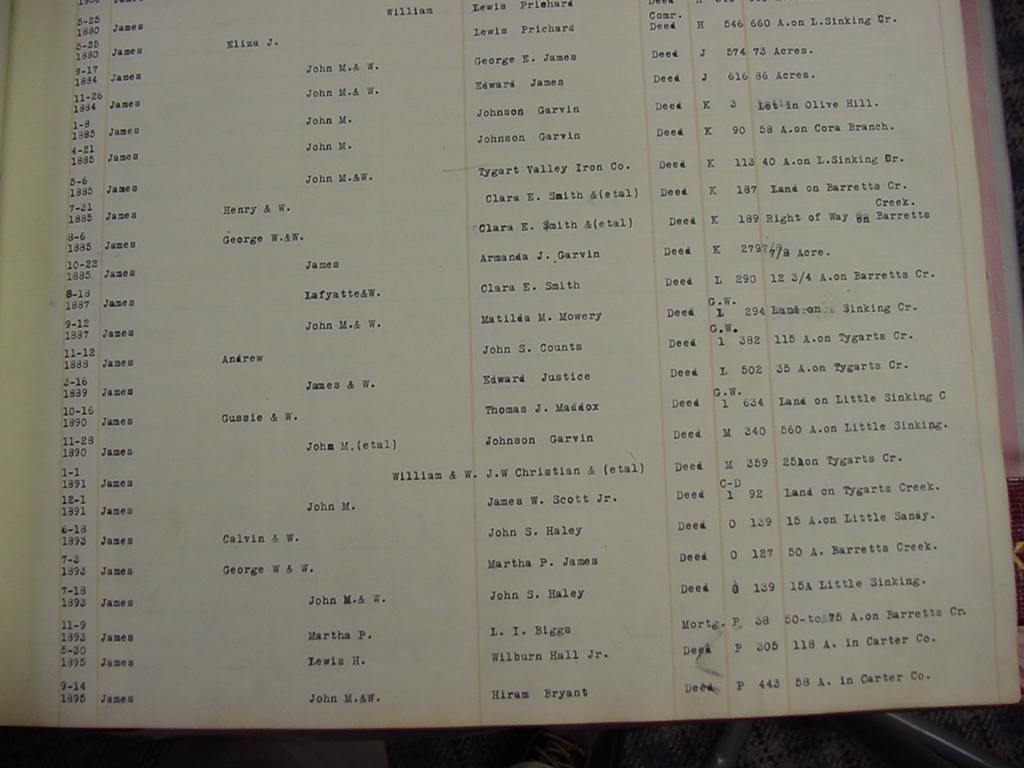 William Lewis Prichard
5-25 1880 James Lewis Prichard Comr. Deed H 546 660 A.on L.Sinking Cr.
5-25 1880 James Eliza J. George E. James Deed J 574 73 Acres.
9-17 1884 James John M.& W. Edward James Deed J 616 86 Acres.
11-26 1884 James John M.& W. Johnson Garvin Deed K 3 Lot in Olive Hill.
1-8 1885 James John M. Johnson Garvin Deed K 90 58 A.on Cora Branch.
4-21 1885 James John M. Tygart Valley Iron Co. Deed K 113 40 A.on L.Sinking Cr.
5-6 1885 James John M.&W. Clara E. Smith &(etal) Deed K 187 Land on Barretts Cr.
7-31 1885 James Henry & W. Clara E. Smith &(etal) Deed K 189 Right of Way on Barretts Creek.
8-6 1885 James George W.&W. Armanda J. Garvin Deed K 279 7/8 Acre.
10-22 1885 James James Clara E. Smith Deed L 290 12 3/4 A.on Barretts Cr.
8-18 1887 James Lafyatte&W. Matilda M. Mowery Deed G.W. 1 294 Land on Sinking Cr.
9-12 1887 James John M.& W. John S. Counts Deed G.W. 1 382 115 A.on Tygarts Cr.
11-12 1888 James Andrew Edward Justice Deed L 502 35 A.on Tygarts Cr.
3-16 1889 James James & W. Thomas J. Maddox Deed G.W. 1 634 Land on Little Sinking C
10-16 1890 James Gussie & W. Johnson Garvin Deed M 340 560 A.on Little Sinking.
11-28 1890 James John M.(etal) J.W Christian & (etal) Deed M 359 25Aon Tygarts Cr.
1-1 1891 James William & W. James W. Scott Jr. Deed C-D 1 92 Land on Tygarts Creek.
12-1 1891 James John M. John S. Haley Deed O 139 15 A.on Little Sandy.
6-18 1893 James Calvin & W. Martha P. James Deed O 127 50 A. Barretts Creek.
7-3 1893 James George W & W. John S. Haley Deed O 139 15A Little Sinking.
7-18 1893 James John M.& W. L. I. Biggs Mortg. P 38 50-to 75 A.on Barretts Cr.
11-9 1893 James Martha P. Wilburn Hall Jr. Deed P 305 118 A. in Carter Co.
5-30 1895 James Lewis H.
9-14 1895 James John M.&W. Hiram Bryant Deed P 443 58 A. in Carter Co.